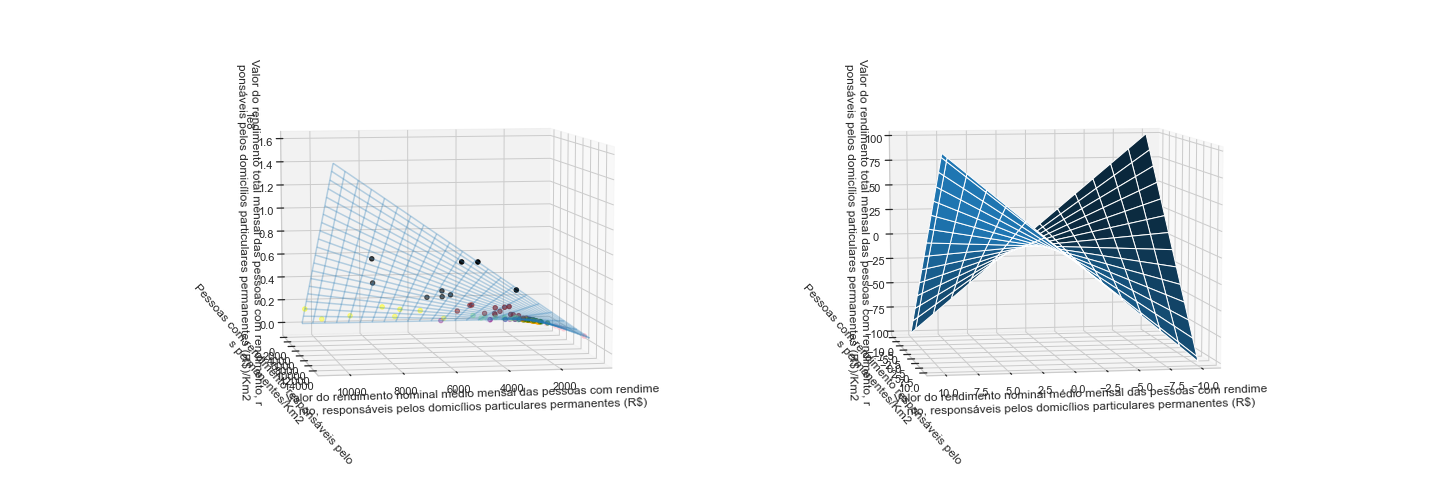 Valor do rendimento total mensal das pessoas com rendimento, r
ponsáveis pelos domicílios particulares permanentes (R$)/Km2
1e8
1.6
1.4
1.2
1.0
0.8
0.6
0.4
0.2
0.0
Pessoas com rendimento, responsáveis pelo
s permanentes/Km2
0
2000
14000
10000
8000
6000
4000
2000
Valor do rendimento nominal médio mensal das pessoas com rendime
nto, responsáveis pelos domicílios particulares permanentes (R$)
Valor do rendimento total mensal das pessoas com rendimento, r
ponsáveis pelos domicílios particulares permanentes (R$)/Km2
100
75
50
25
0
−25
−50
−75
−100
Pessoas com rendimento, responsáveis pelo
s permanentes/Km2
10.0
7.5
5.0
2.5
0.0
−2.5
−5.0
−7.5
−10.0
Valor do rendimento nominal médio mensal das pessoas com rendime
nto, responsáveis pelos domicílios particulares permanentes (R$)